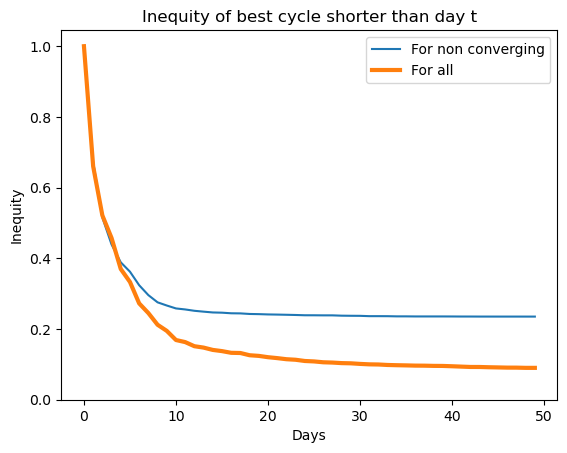 Inequity of best cycle shorter than day t
For non converging
For all
Inequity
1.0
0.8
0.6
0.4
0.2
0.0
0
10
20
30
40
50
Days